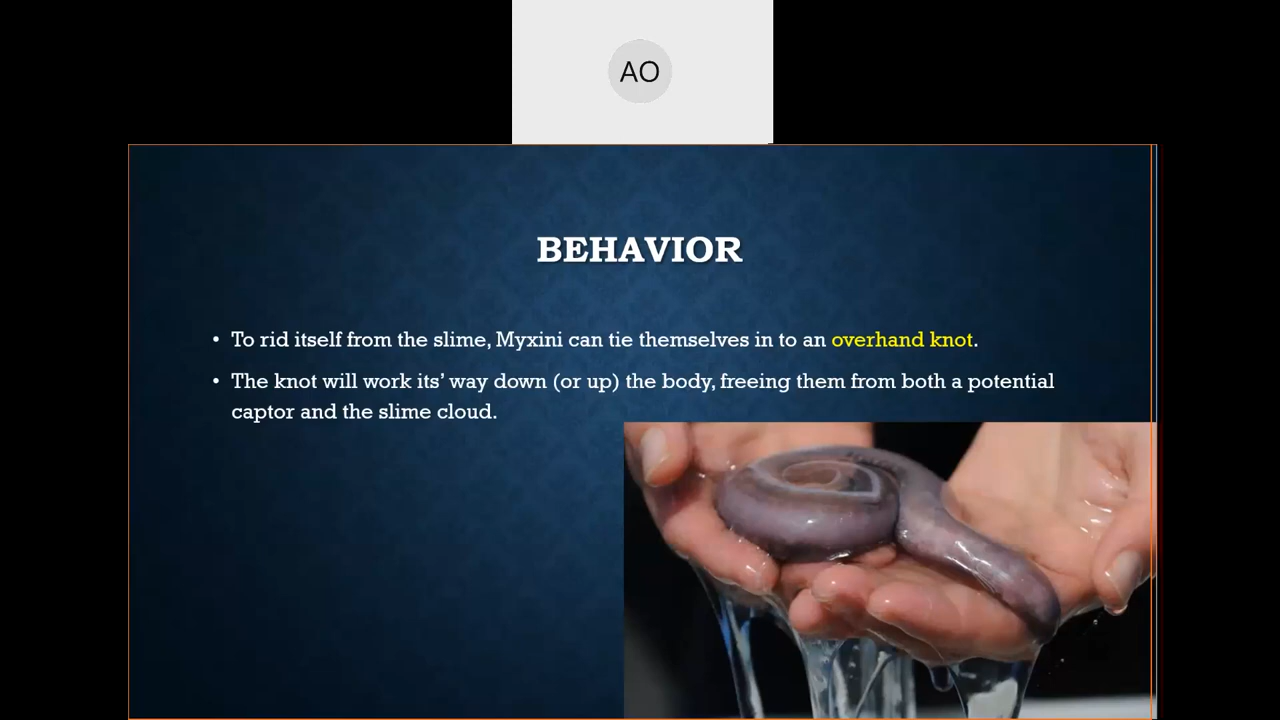 AO
BEHAVIOR
• To rid itself from the slime, Myxini can tie themselves in to an overhand knot.
• The knot will work its’ way down (or up) the body, freeing them from both a potential
captor and the slime cloud.